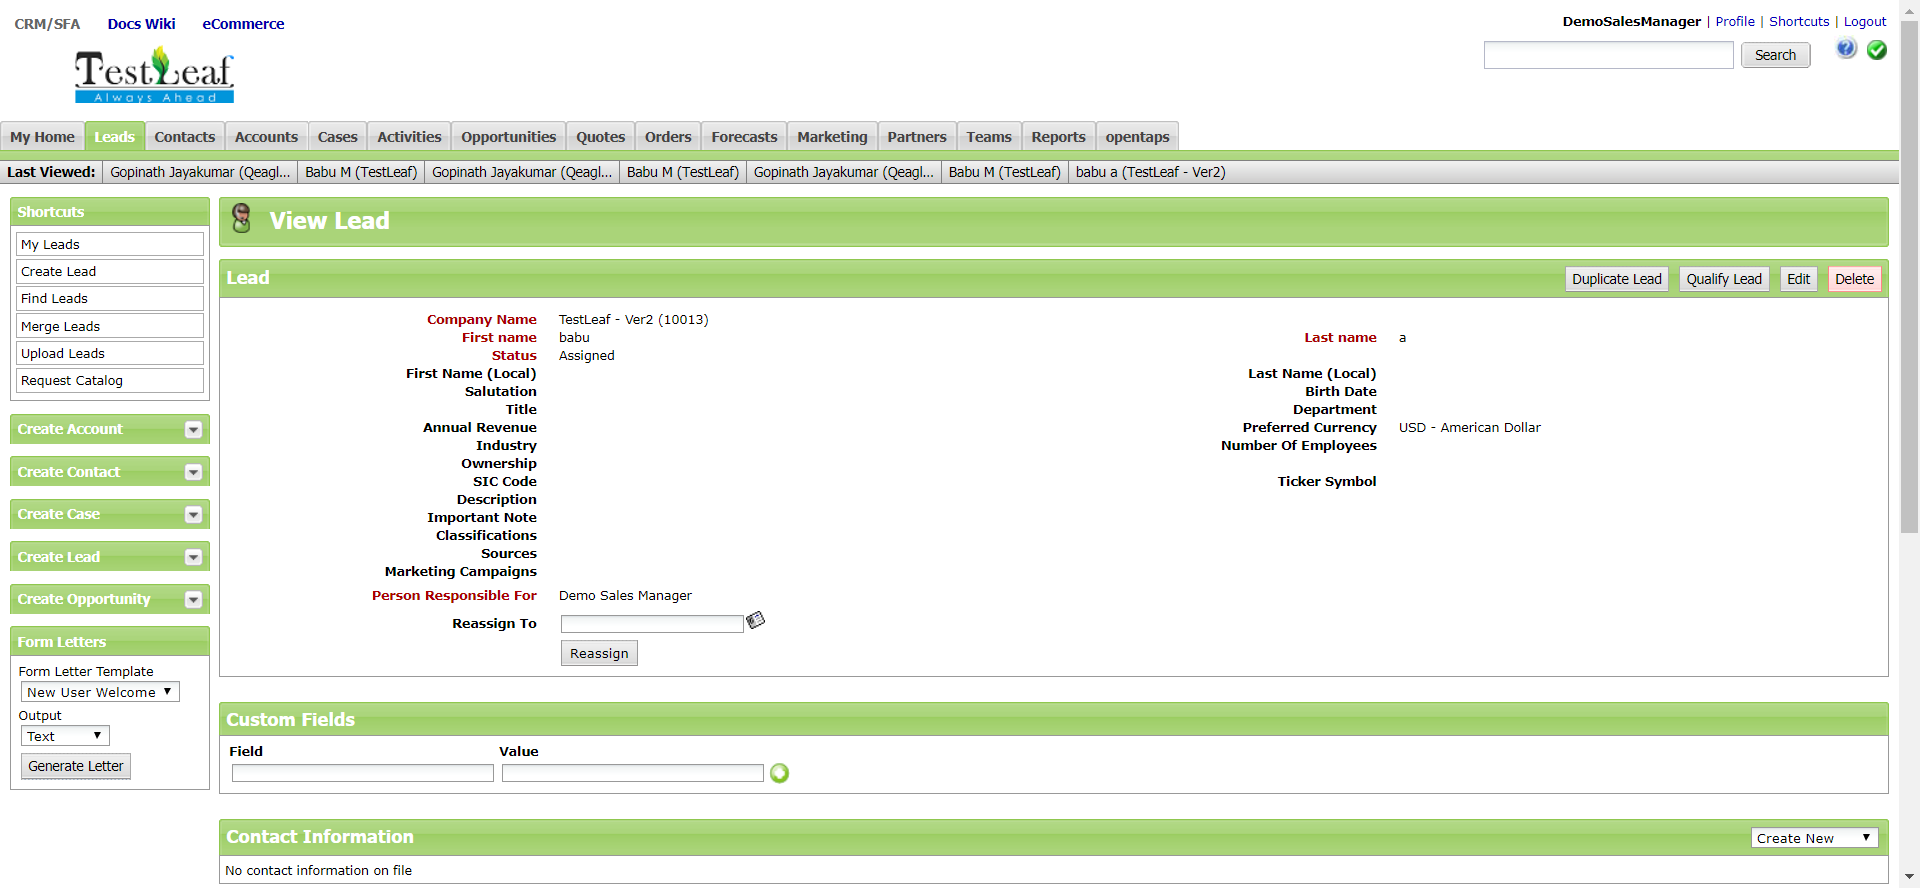 CRM/SFA Docs Wiki eCommerce
DemoSalesManager | Profile | Shortcuts | Logout
TestLeaf
Always Ahead
Search
My Home Leads Contacts Accounts Cases Activities Opportunities Quotes Orders Forecasts Marketing Partners Teams Reports opentaps
Last Viewed: Gopinath Jayakumar (Qeagl... Babu M (TestLeaf) Gopinath Jayakumar (Qeagl... Babu M (TestLeaf) Gopinath Jayakumar (Qeagl... Babu M (TestLeaf) babu a (TestLeaf - Ver2)
Shortcuts
My Leads
Create Lead
Find Leads
Merge Leads
Upload Leads
Request Catalog
Create Account
Create Contact
Create Case
Create Lead
Create Opportunity
Form Letters
Form Letter Template
New User Welcome
Output
Text
Generate Letter
View Lead
Lead Duplicate Lead Qualify Lead Edit Delete
Company Name TestLeaf - Ver2 (10013)
First name babu Last name a
Status Assigned
First Name (Local) Last Name (Local)
Salutation Birth Date
Title Department
Annual Revenue Preferred Currency USD - American Dollar
Industry Number Of Employees
Ownership
SIC Code Ticker Symbol
Description
Important Note
Classifications
Sources
Marketing Campaigns
Person Responsible For Demo Sales Manager
Reassign To
Reassign
Custom Fields
Field Value
Contact Information Create New
No contact information on file